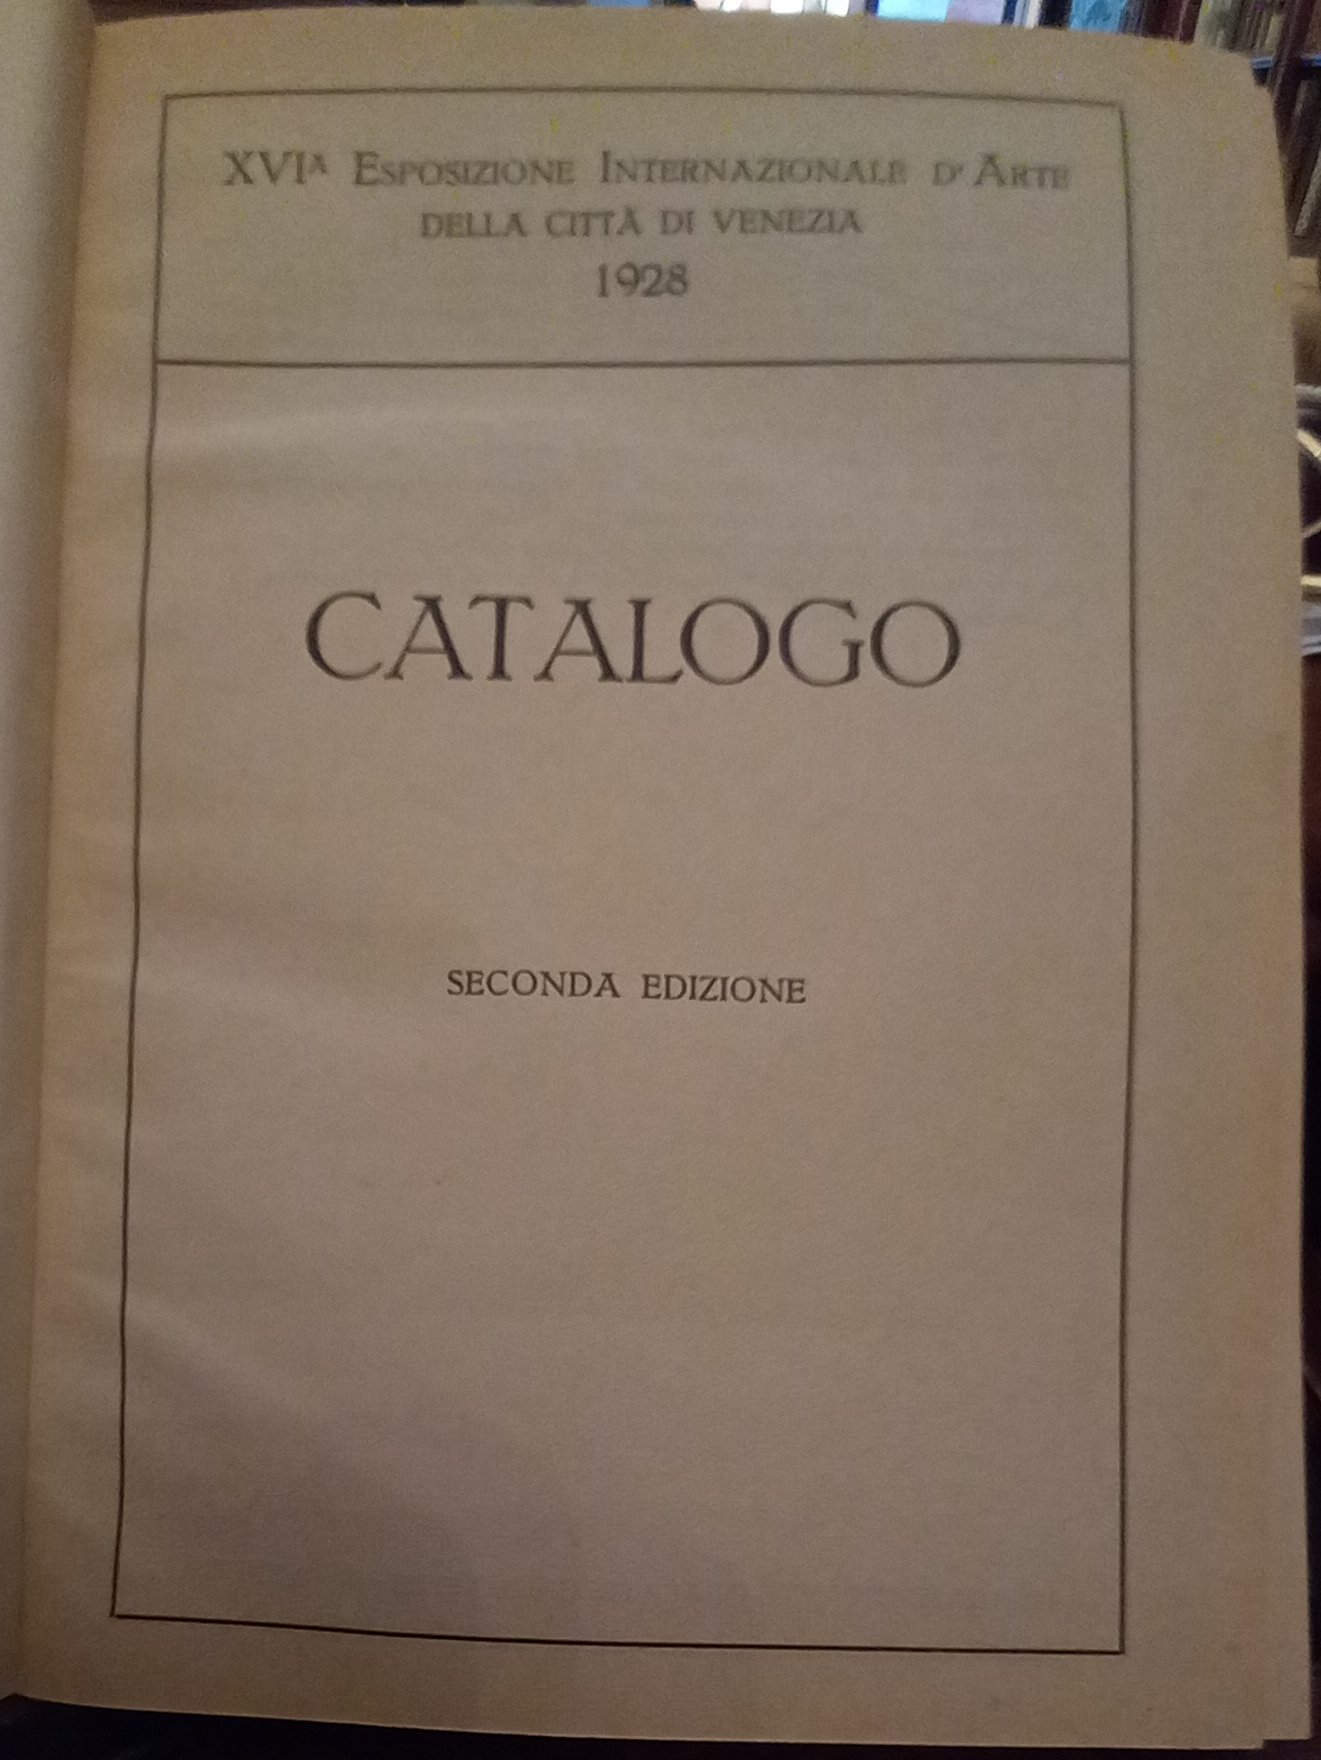 XVIA ESPOSIZIONE INTERNAZIONALE D'ARTE
DELLA CITTÀ DI VENEZIA
1928
CATALOGO
SECONDA EDIZIONE